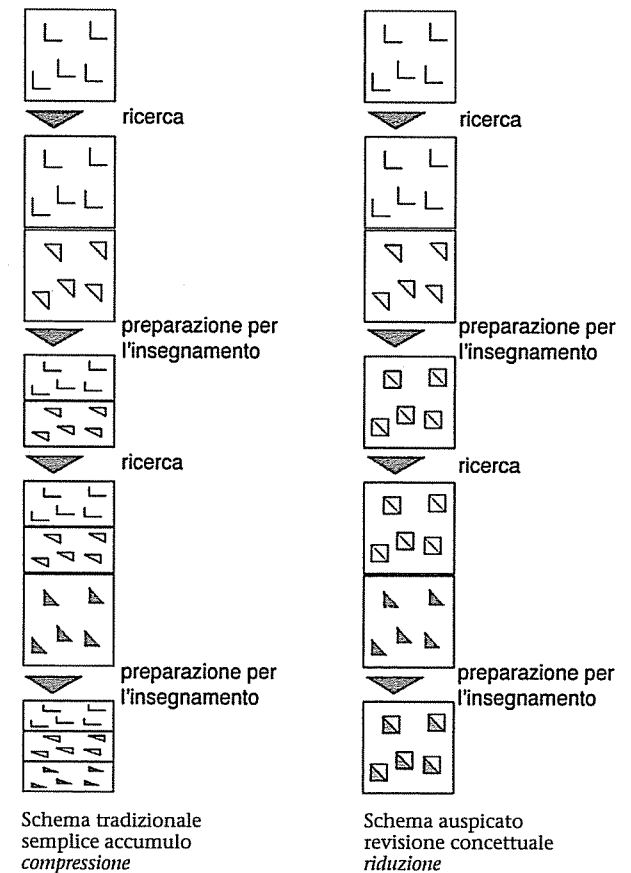 ricerca
preparazione per
l'insegnamento
ricerca
preparazione per
l'insegnamento
Schema tradizionale
semplice accumulo
compressione
ricerca
preparazione per
l'insegnamento
ricerca
preparazione per
l'insegnamento
Schema auspicato
revisione concettuale
riduzione